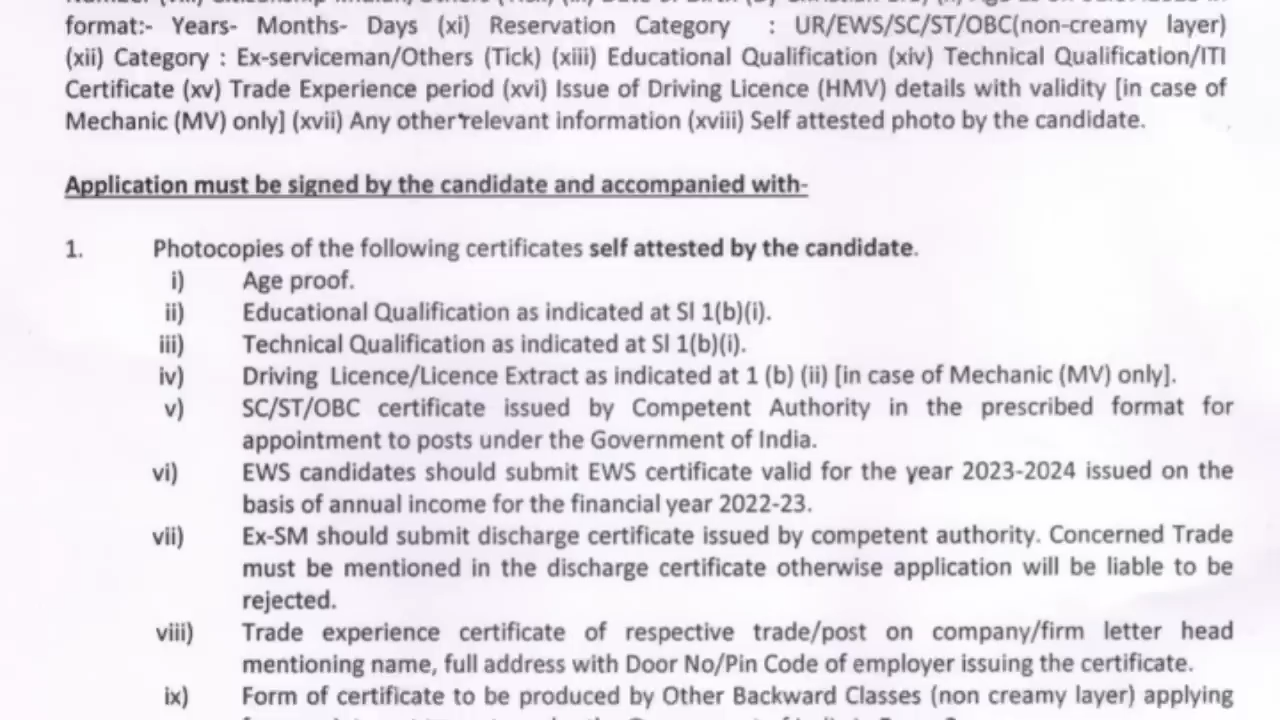 format:- Years- Months- Days (xi) Reservation Category : UR/EWS/SC/ST/OBC(non-creamy layer)
(xii) Category : Ex-serviceman/Others (Tick) (xiii) Educational Qualification (xiv) Technical Qualification/ITI
Certificate (xv) Trade Experience period (xvi) Issue of Driving Licence (HMV) details with validity [in case of
Mechanic (MV) only] (xvii) Any other relevant information (xviii) Self attested photo by the candidate.
Application must be signed by the candidate and accompanied with-
1. Photocopies of the following certificates self attested by the candidate.
i) Age proof.
ii) Educational Qualification as indicated at Sl 1(b)(i).
iii) Technical Qualification as indicated at Sl 1(b)(i).
iv) Driving Licence/Licence Extract as indicated at 1 (b) (ii) [in case of Mechanic (MV) only].
v) SC/ST/OBC certificate issued by Competent Authority in the prescribed format for
appointment to posts under the Government of India.
vi) EWS candidates should submit EWS certificate valid for the year 2023-2024 issued on the
basis of annual income for the financial year 2022-23.
vii) Ex-SM should submit discharge certificate issued by competent authority. Concerned Trade
must be mentioned in the discharge certificate otherwise application will be liable to be
rejected.
viii) Trade experience certificate of respective trade/post on company/firm letter head
mentioning name, full address with Door No/Pin Code of employer issuing the certificate.
ix) Form of certificate to be produced by Other Backward Classes (non creamy layer) applying